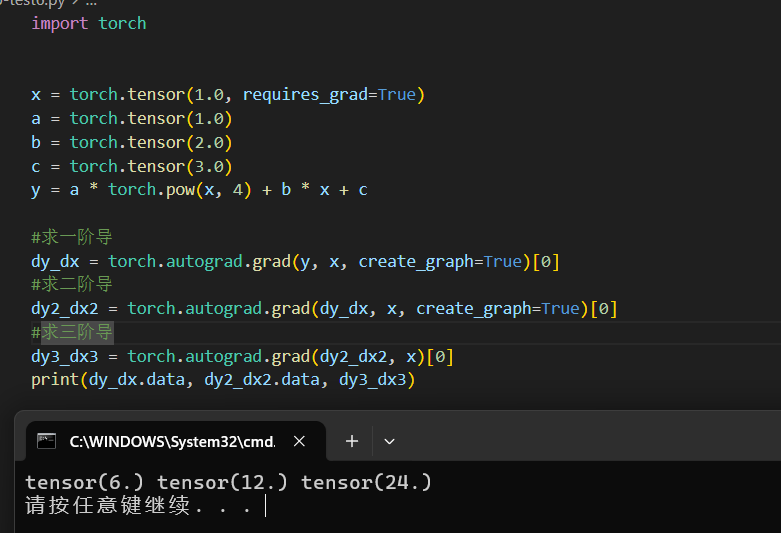 import torch
x = torch.tensor(1.0, requires_grad=True)
a = torch.tensor(1.0)
b = torch.tensor(2.0)
c = torch.tensor(3.0)
y = a * torch.pow(x, 4) + b * x + c
#求一阶导
dy_dx = torch.autograd.grad(y, x, create_graph=True)[0]
#求二阶导
dy2_dx2 = torch.autograd.grad(dy_dx, x, create_graph=True)[0]
#求三阶导
dy3_dx3 = torch.autograd.grad(dy2_dx2, x)[0]
print(dy_dx.data, dy2_dx2.data, dy3_dx3)
C:\WINDOWS\System32\cmd.
tensor(6.) tensor(12.) tensor(24.)
请按任意键继续. . .